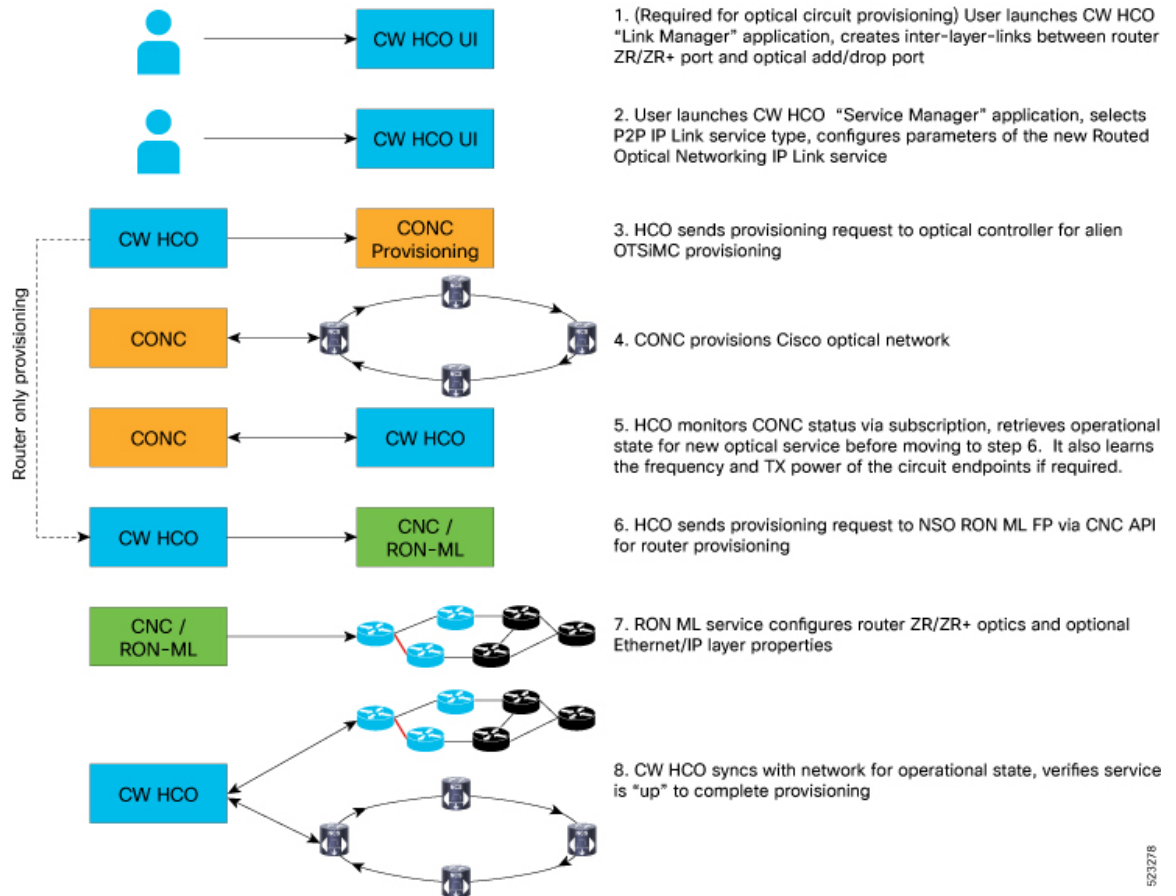 CW HCO UI
1. (Required for optical circuit provisioning) User launches CW HCO
"Link Manager" application, creates inter-layer-links between router
ZR/ZR+ port and optical add/drop port
CW HCO UI
2. User launches CW HCO "Service Manager" application, selects
P2P IP Link service type, configures parameters of the new Routed
Optical Networking IP Link service
Router only provisioning
CW HCO
CONC
Provisioning
3. HCO sends provisioning request to optical controller for alien
OTSiMC provisioning
CONC
4. CONC provisions Cisco optical network
CONC
CW HCO
5. HCO monitors CONC status via subscription, retrieves operational
state for new optical service before moving to step 6. It also learns
the frequency and TX power of the circuit endpoints if required.
CW HCO
CNC /
RON-ML
6. HCO sends provisioning request to NSO RON ML FP via CNC API
for router provisioning
CNC /
RON-ML
7. RON ML service configures router ZR/ZR+ optics and optional
Ethernet/IP layer properties
CW HCO
8. CW HCO syncs with network for operational state, verifies service
is "up" to complete provisioning
523278